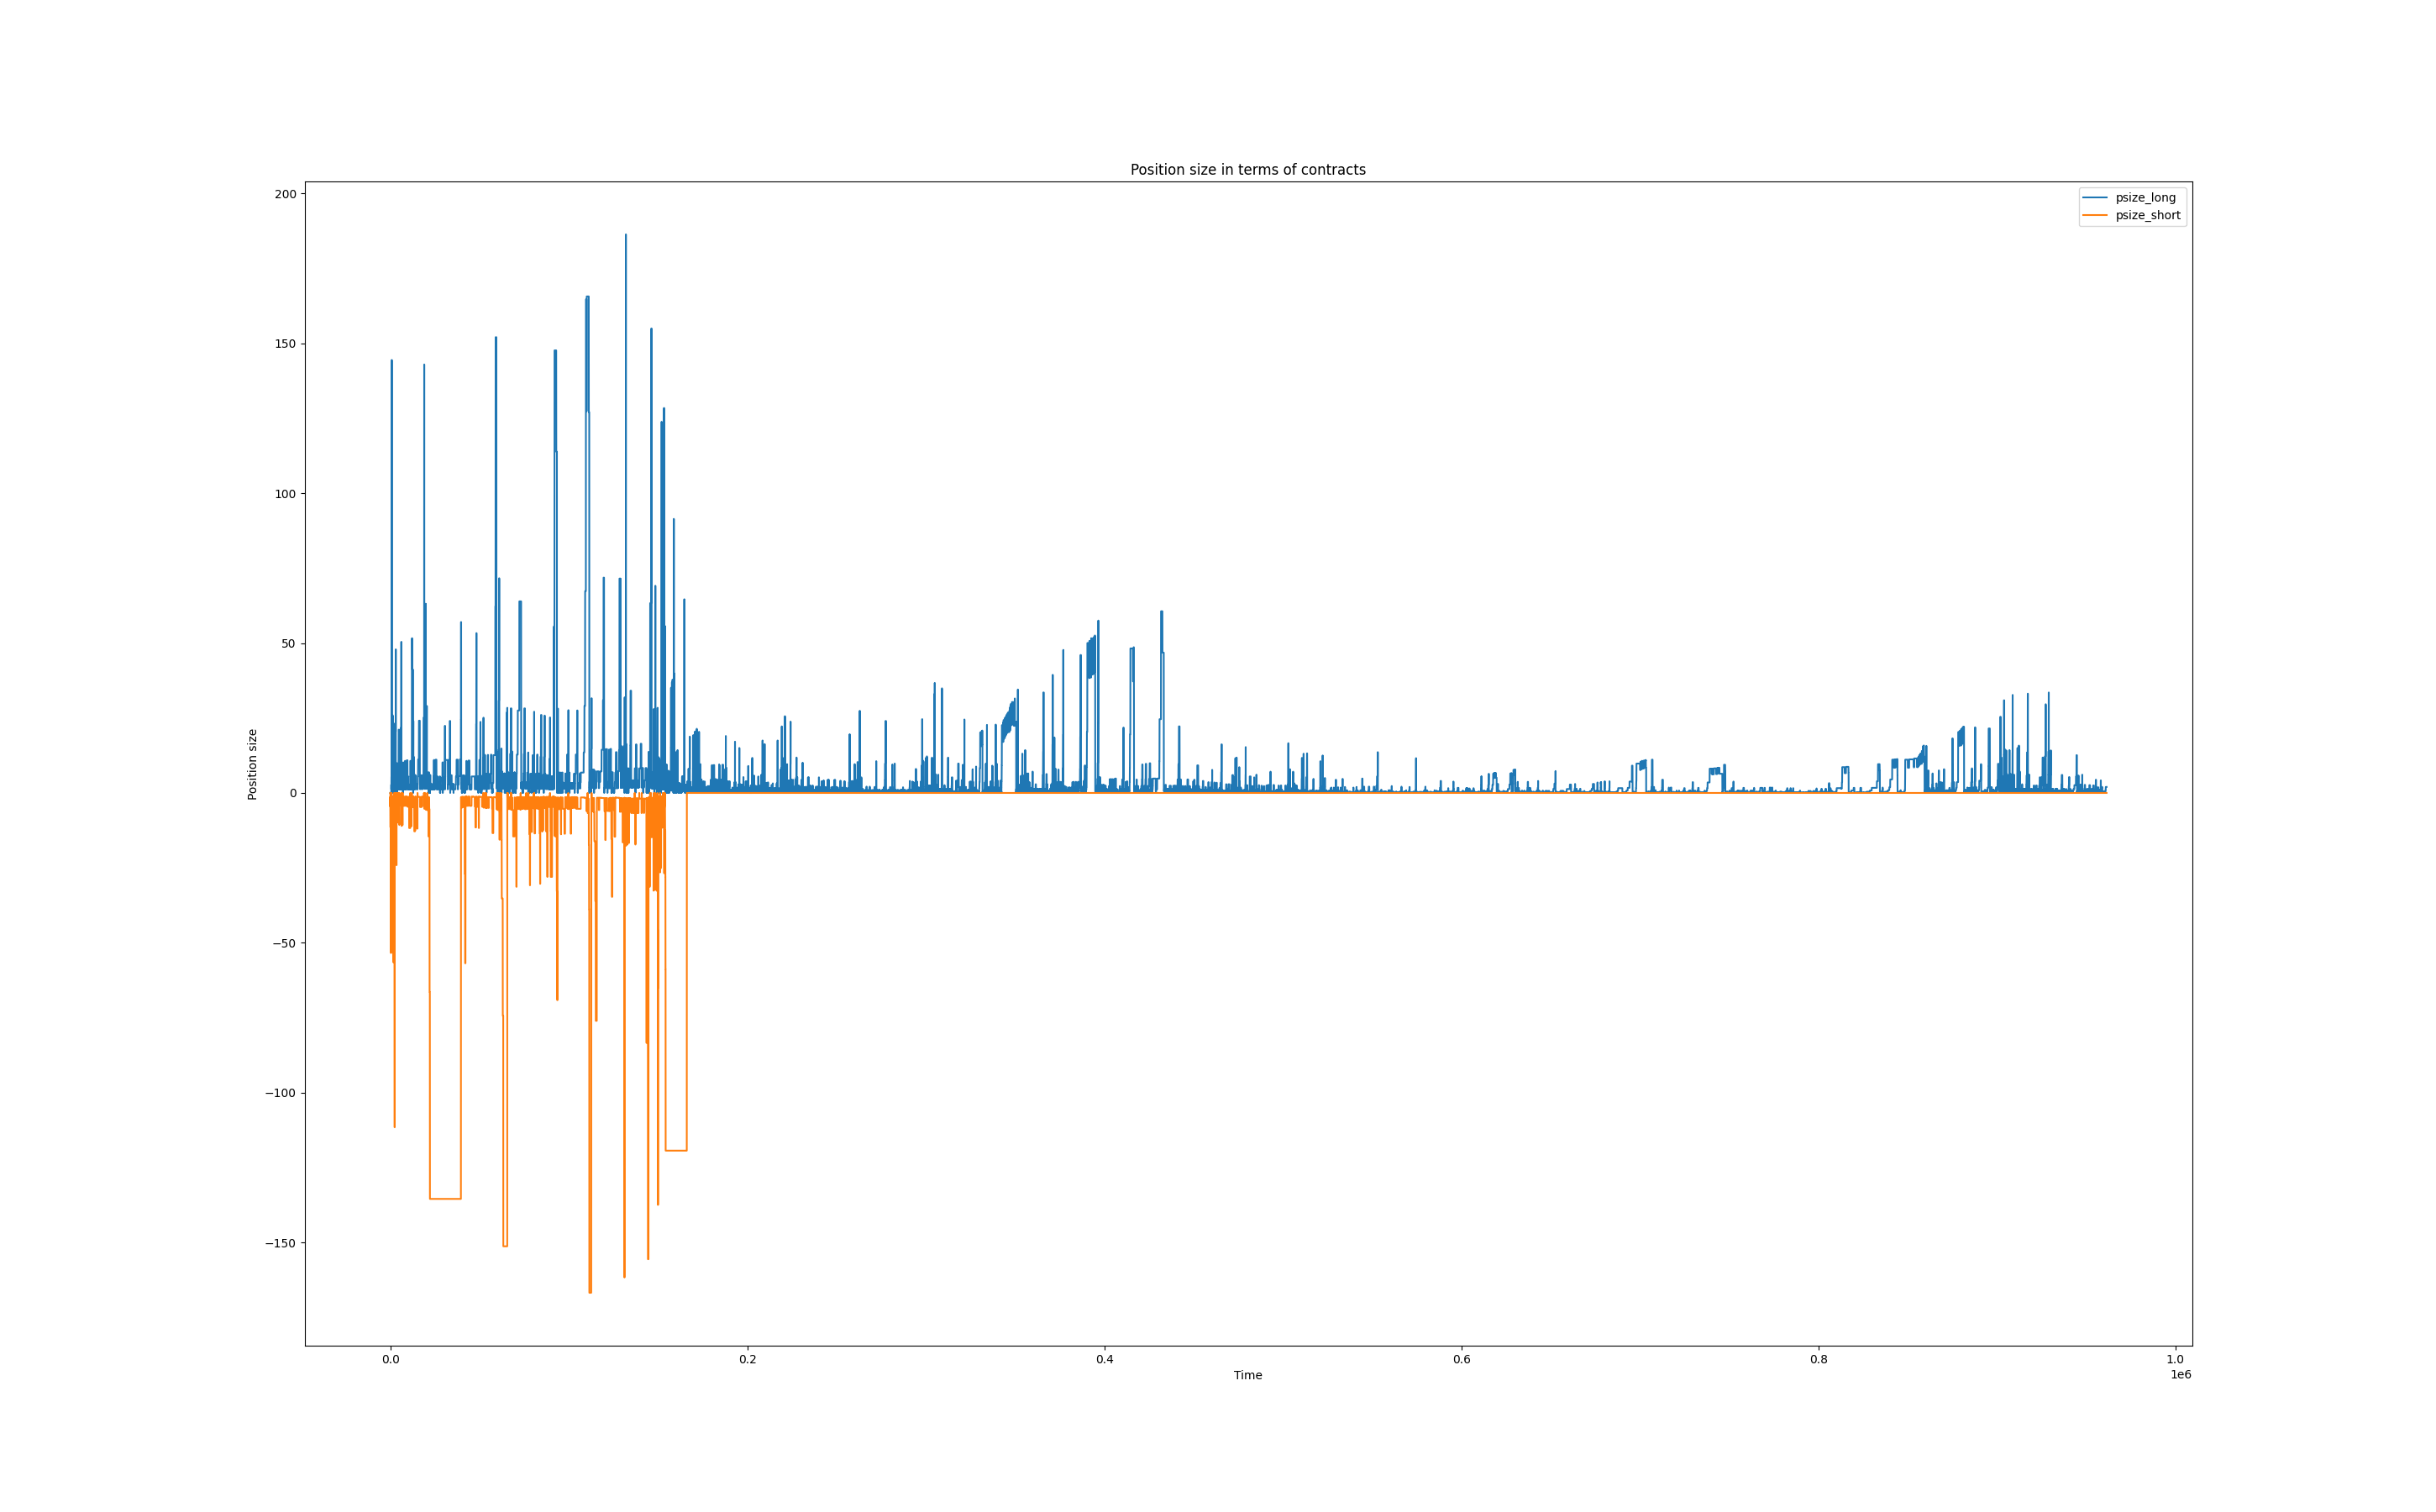 Position size in terms of contracts
psize_long
psize_short
200
150
100
50
0
−50
−100
−150
Position size
0.0
0.2
0.4
0.6
0.8
1.0
1e6
Time